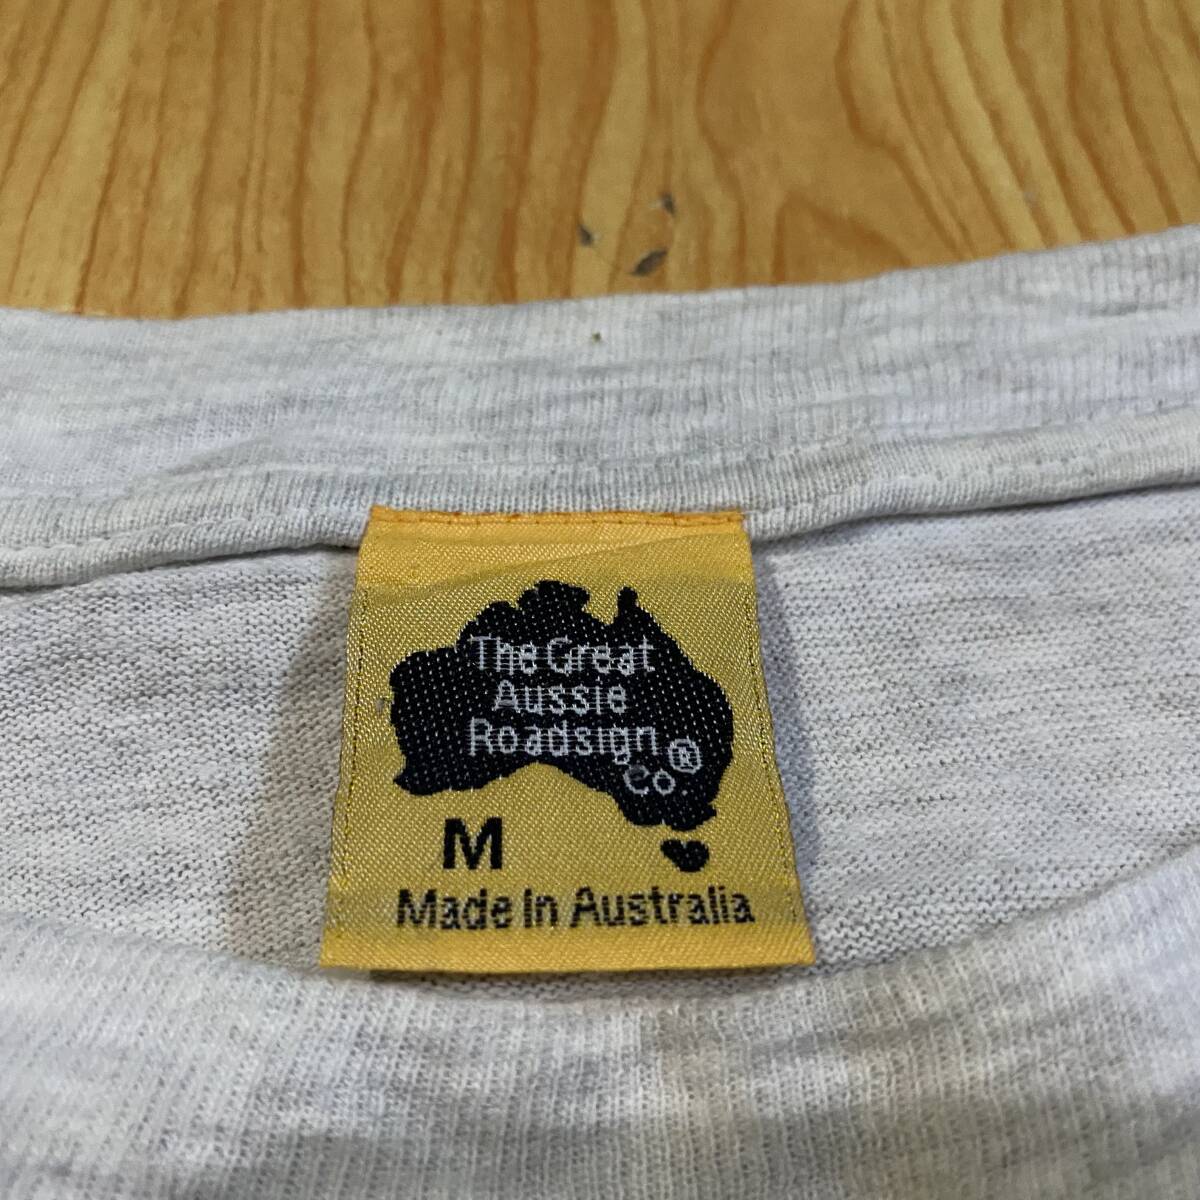 The Great
Aussie
Roadsign
Co.®
M
Made In Australia